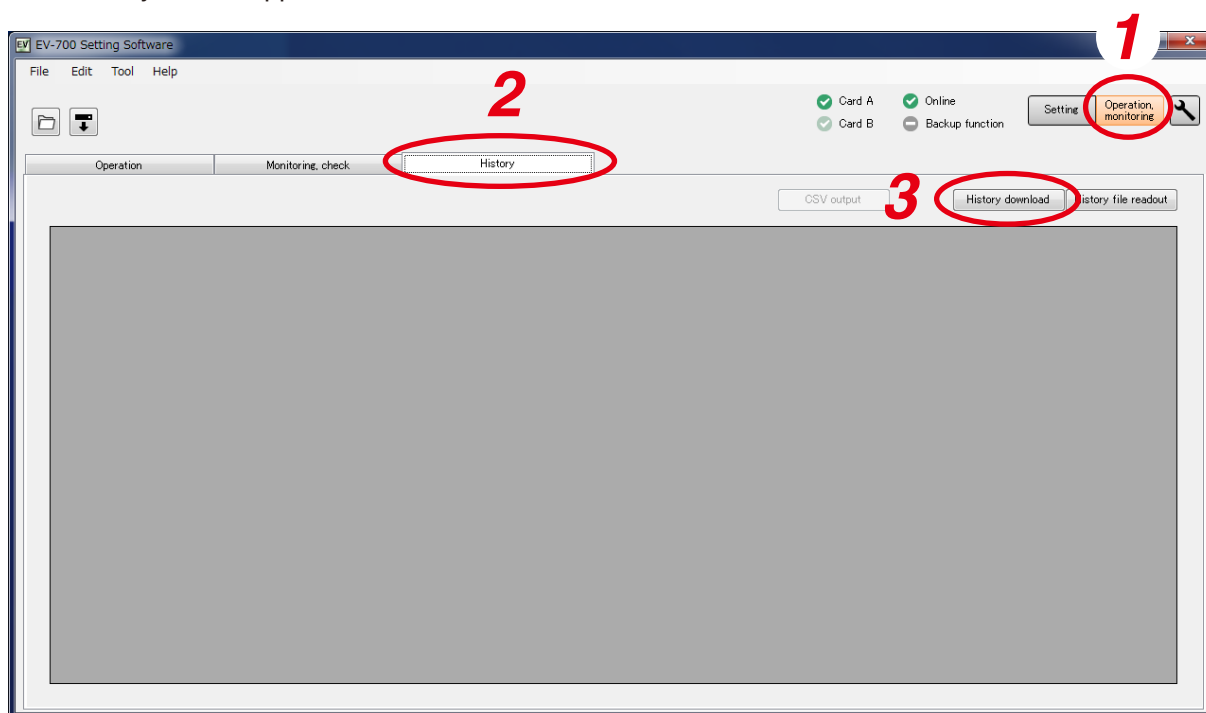 1
EV EV-700 Setting Software
File Edit Tool Help
2
Card A Online
Card B Backup function
Setting
Operation,
monitoring
Operation Monitoring, check History
CSV output 3 History download istory file readout